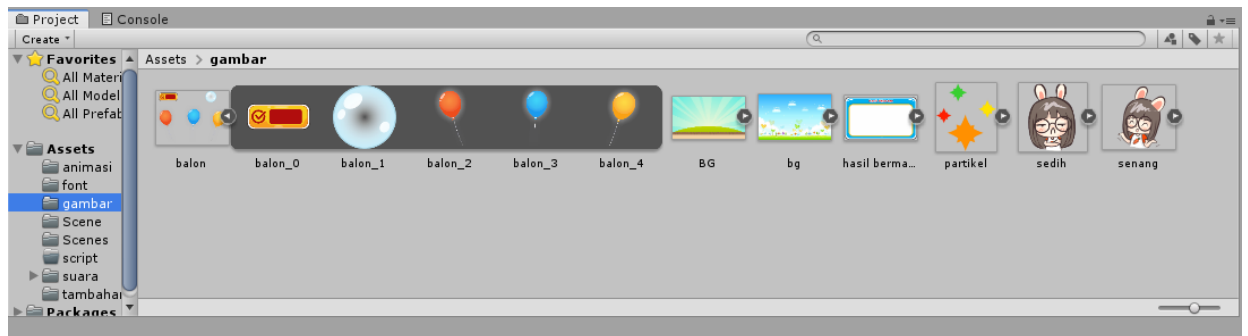 Project Console
Create
Favorites
All Materi
All Model
All Prefab
Assets
animasi
font
gambar
Scene
Scenes
script
suara
tambahan
Packages
Assets > gambar
balon balon_0 balon_1 balon_2 balon_3 balon_4 BG bg hasil berma... partikel sedih senang